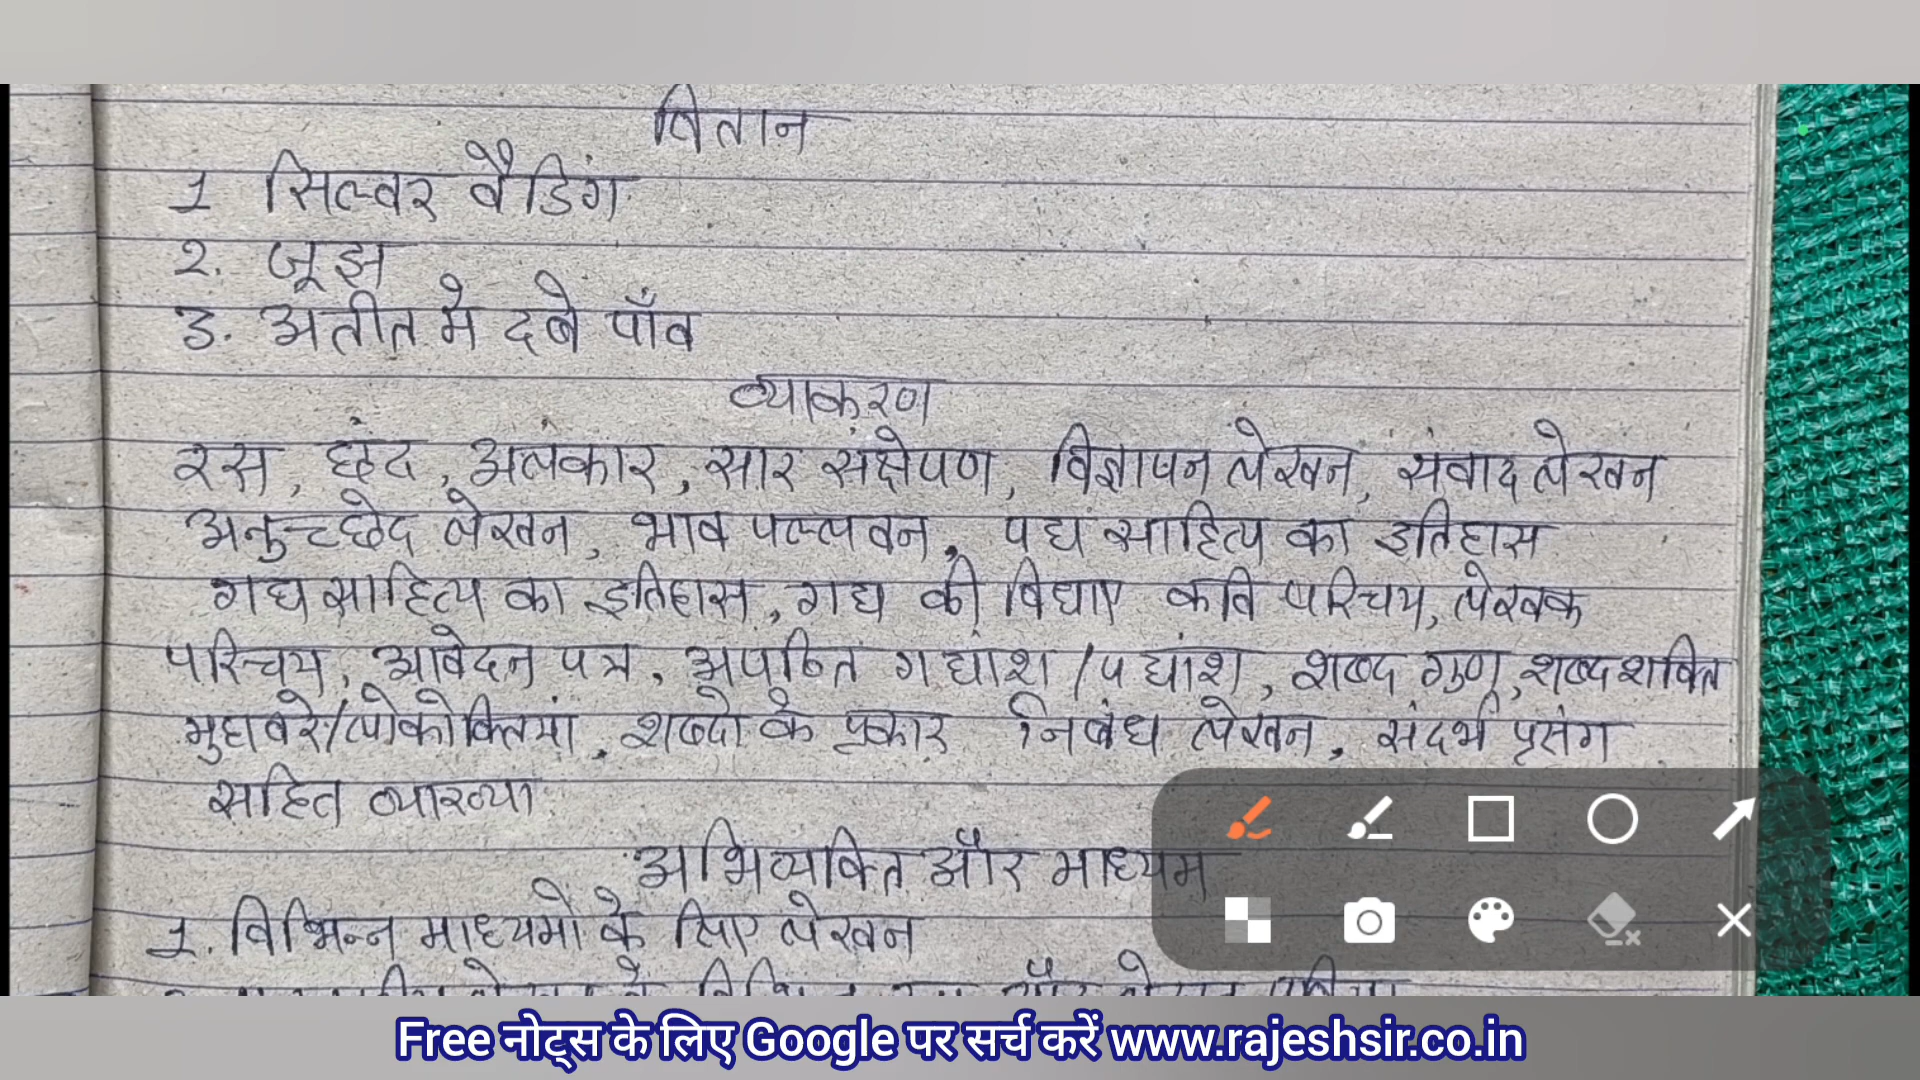 वितान
1 सिल्वर वैडिंग
2. जूझ
3. अतीत मे दबे पाँव
व्याकरण
रस, छंद, अलंकार, सार संक्षेपण, विज्ञापन लेखन, संवाद लेखन
अनुच्छेद लेखन, भाव पल्लवन, पद्य साहित्य का इतिहास
गद्य साहित्य का इतिहास, गद्य की विधाए कवि परिचय, लेखक
परिचय, आवेदन पत्र, अपठित गद्यांश /पद्यांश, शब्द गुण, शब्द शक्ति
मुहावरे/लोकोक्तियां, शब्दो के प्रकार निबंध लेखन, संदर्भ प्रसंग
सहित व्याख्या
अभिव्यक्ति और माध्यम
1. विभिन्न माध्यमों के लिए लेखन
Free नोट्स के लिए Google पर सर्च करें www.rajeshsir.co.in